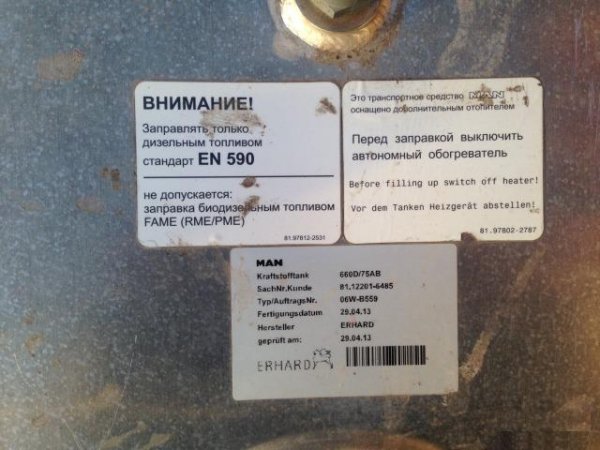 ВНИМАНИЕ!
Заправлять только
дизельным топливом
стандарт EN 590
не допускается:
заправка биодизельным топливом
FAME (RME/PME)
81.97812-2531
Это транспортное средство MAN
оснащено дополнительным отопителем
Перед заправкой выключить
автономный обогреватель
Before filling up switch off heater!
Vor dem Tanken Heizgerät abstellen!
81.97802-2787
MAN
Kraftstofftank 660D/75AB
SachNr.Kunde 81.12201-6485
Typ/AuftragsNr. 06W-B559
Fertigungsdatum 29.04.13
Hersteller ERHARD
geprüft am: 29.04.13
ERHARD